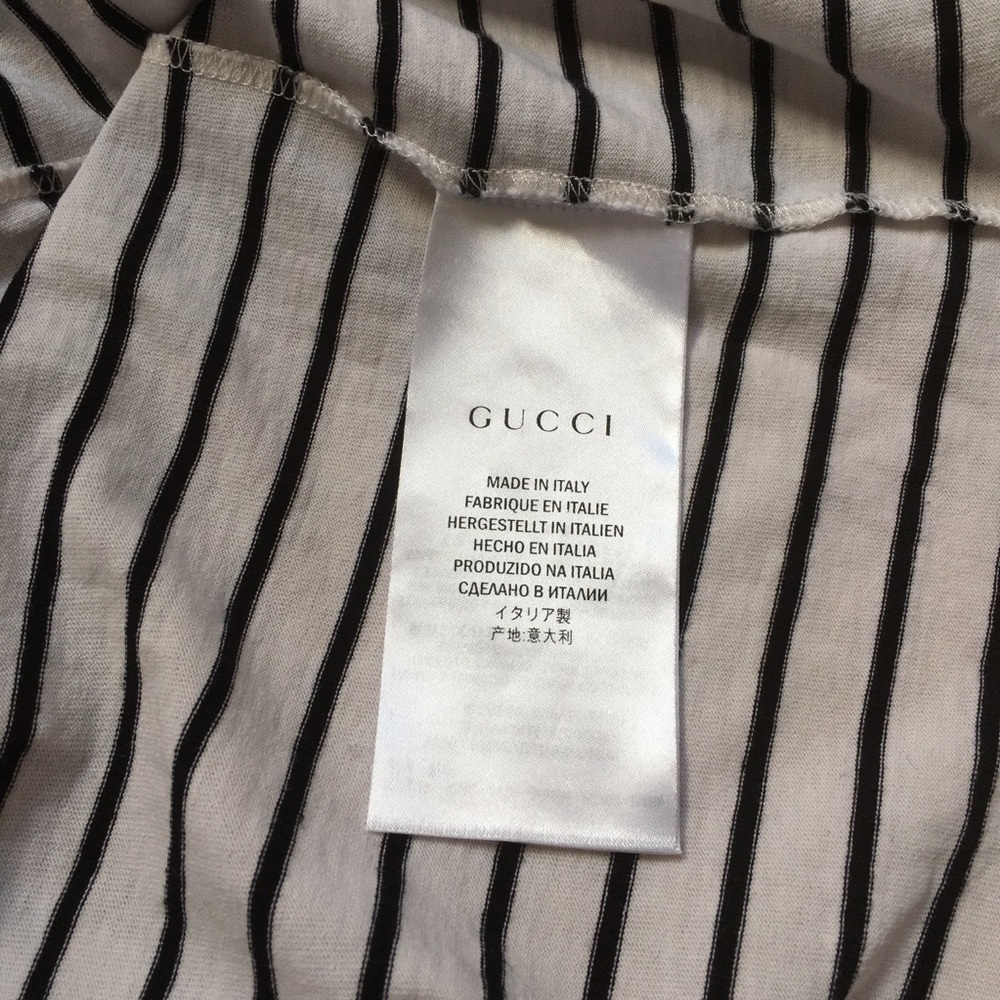 GUCCI
MADE IN ITALY
FABRIQUE EN ITALIE
HERGESTELLT IN ITALIEN
HECHO EN ITALIA
PRODUZIDO NA ITALIA
СДЕЛАНО В ИТАЛИИ
イタリア製
产地:意大利